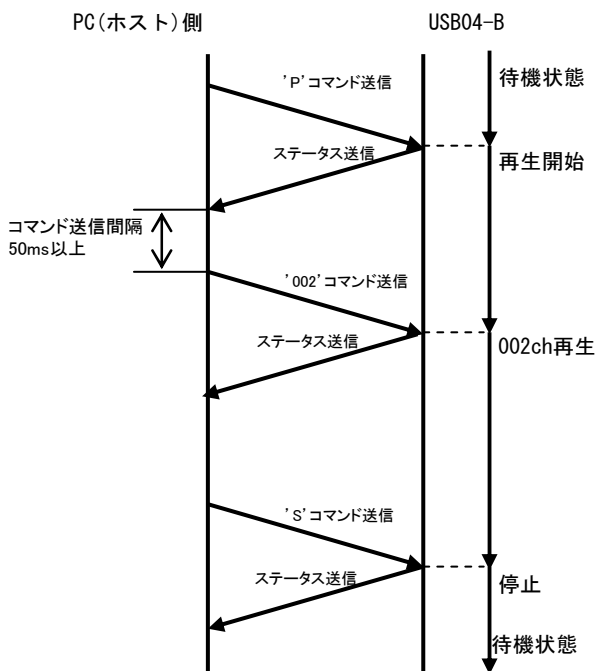 PC(ホスト)側
USB04-B
'P'コマンド送信
待機状態
ステータス送信
再生開始
コマンド送信間隔
50ms以上
'002'コマンド送信
ステータス送信
002ch再生
'S'コマンド送信
ステータス送信
停止
待機状態